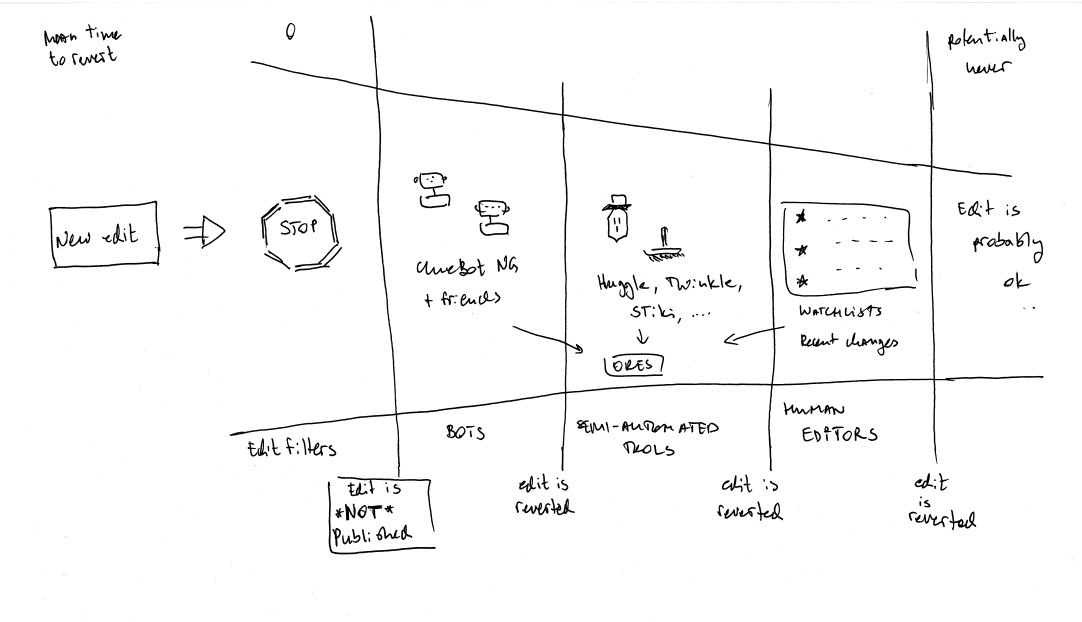 Mean time
to revert
0
potentially
never
New edit
STOP
ClueBot NG
+ friends
Huggle, Twinkle,
STiki, ....
ORES
WATCHLISTS
Recent changes
Edit is
probably
ok
..
Edit filters
BOTS
SEMI-AUTOMATED
TOOLS
HUMAN
EDITORS
Edit is
*NOT*
Published
edit is
reverted
edit is
reverted
edit
is
reverted